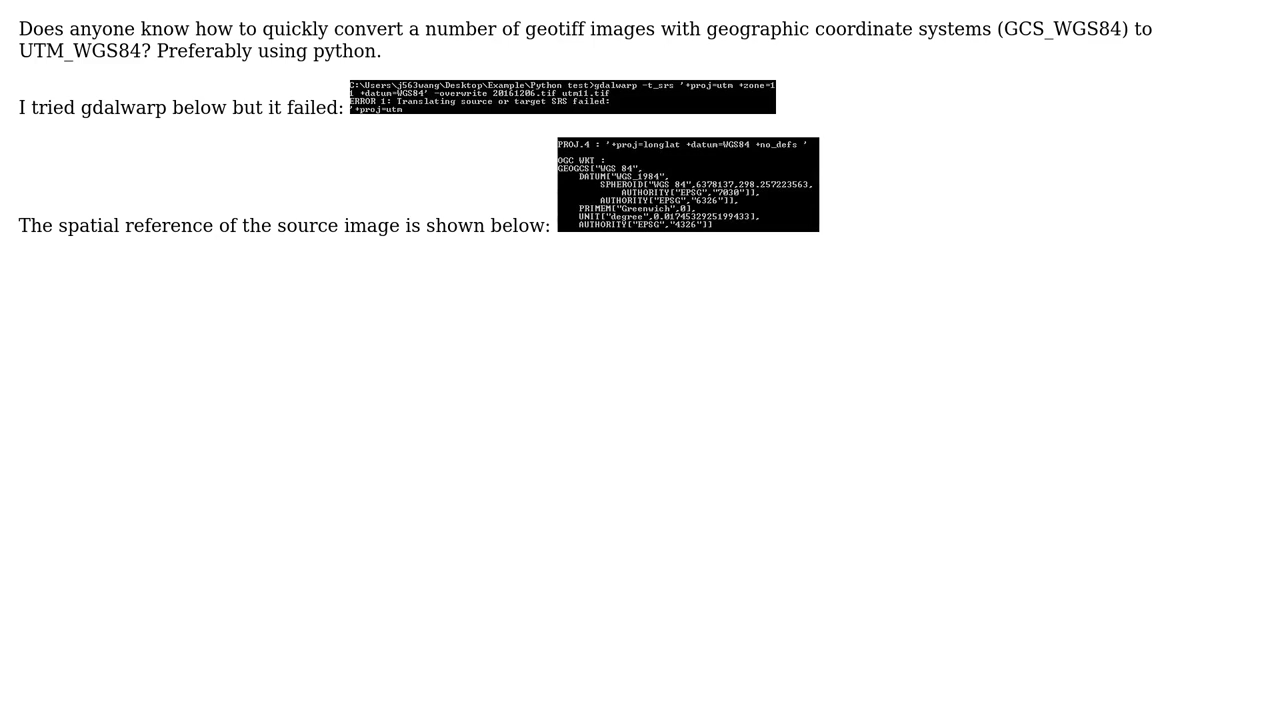 Does anyone know how to quickly convert a number of geotiff images with geographic coordinate systems (GCS_WGS84) to
UTM_WGS84? Preferably using python.
I tried gdalwarp below but it failed:
C:\Users\j563wang\Desktop\Example\Python test>gdalwarp -t_srs '+proj=utm +zone=1
1 +datum=WGS84' -overwrite 20161206.tif utm11.tif
ERROR 1: Translating source or target SRS failed:
'+proj=utm
The spatial reference of the source image is shown below:
PROJ.4 : '+proj=longlat +datum=WGS84 +no_defs '
OGC WKT :
GEOGCS["WGS 84",
DATUM["WGS_1984",
SPHEROID["WGS 84",6378137,298.257223563,
AUTHORITY["EPSG","7030"]],
AUTHORITY["EPSG","6326"]],
PRIMEM["Greenwich",0],
UNIT["degree",0.0174532925199433],
AUTHORITY["EPSG","4326"]]